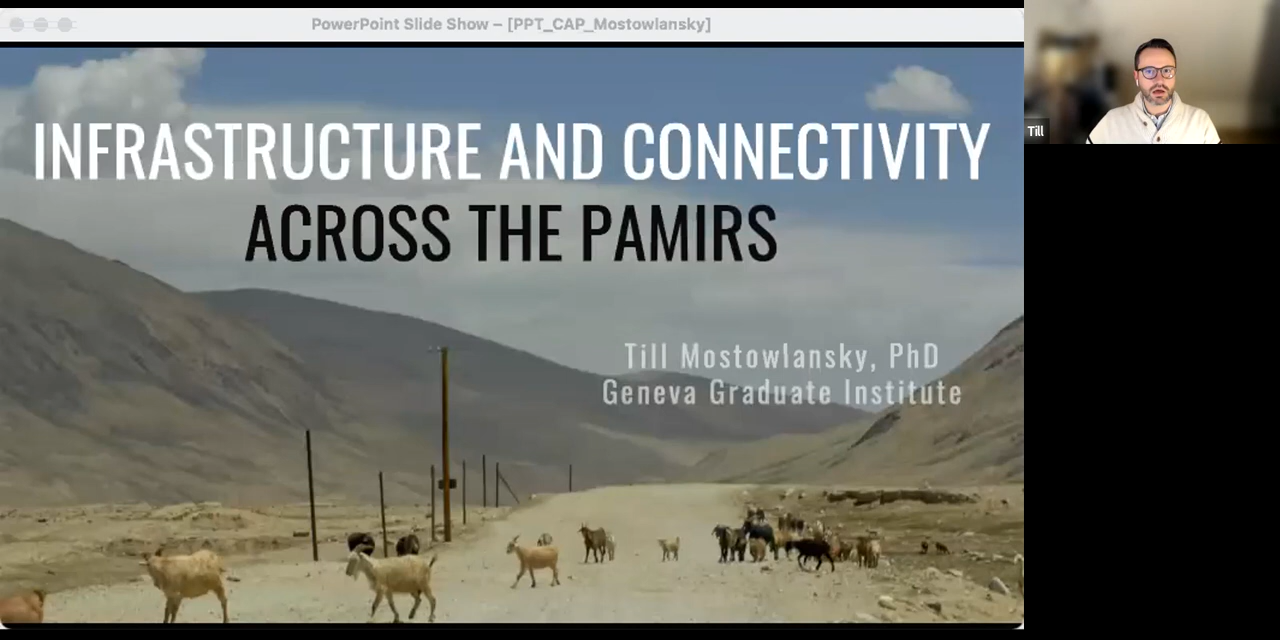 PowerPoint Slide Show – [PPT_CAP_Mostowlansky]
INFRASTRUCTURE AND CONNECTIVITY
ACROSS THE PAMIRS
Till Mostowlansky, PhD
Geneva Graduate Institute
Till